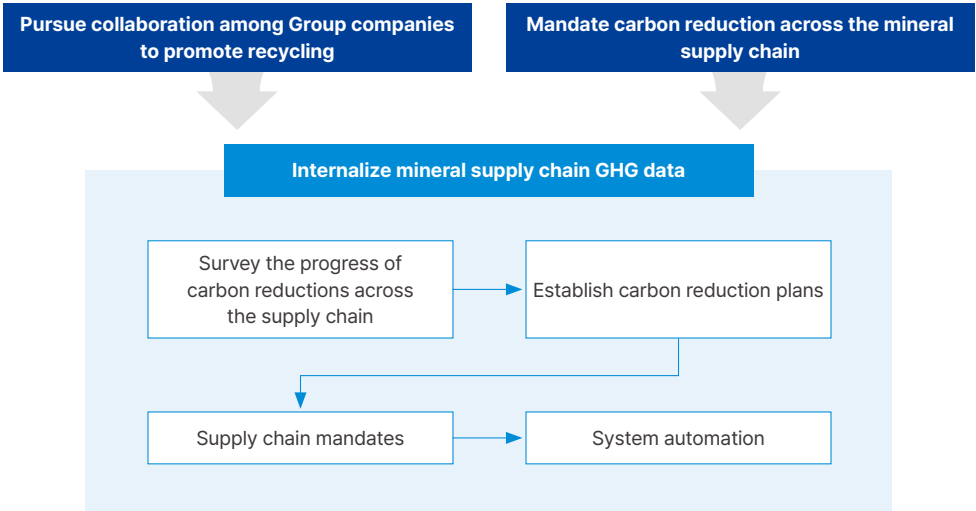 Pursue collaboration among Group companies
to promote recycling
Mandate carbon reduction across the mineral
supply chain
Internalize mineral supply chain GHG data
Survey the progress of
carbon reductions across
the supply chain
Establish carbon reduction plans
Supply chain mandates
System automation